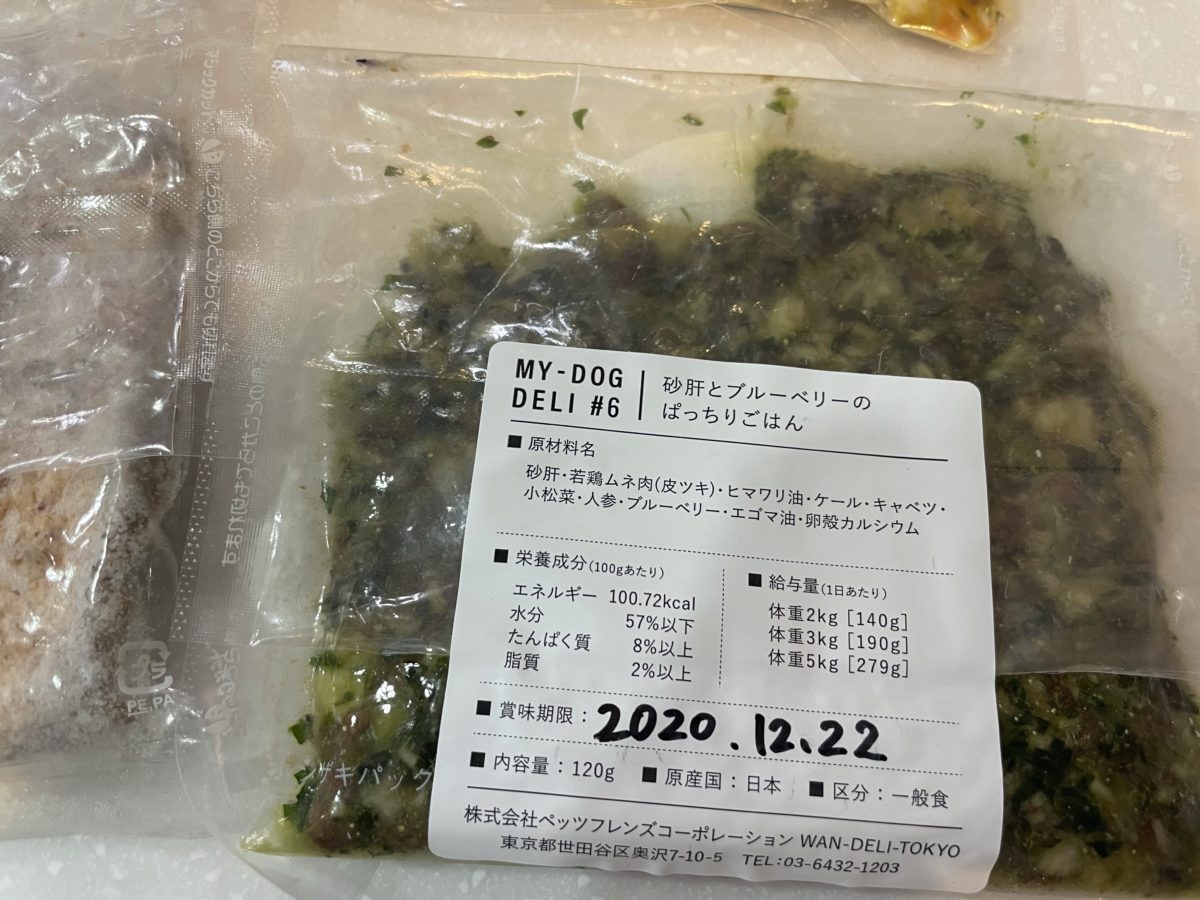 MY-DOG
DELI #6
砂肝とブルーベリーの
ぱっちりごはん
■ 原材料名
砂肝・若鶏ムネ肉(皮ツキ)・ヒマワリ油・ケール・キャベツ・
小松菜・人参・ブルーベリー・エゴマ油・卵殻カルシウム
■ 栄養成分(100gあたり)
エネルギー 100.72kcal
水分 57%以下
たんぱく質 8%以上
脂質 2%以上
■ 給与量(1日あたり)
体重2kg [140g]
体重3kg [190g]
体重5kg [279g]
■ 賞味期限：2020.12.22
■ 内容量：120g ■ 原産国：日本 ■ 区分：一般食
株式会社ペッツフレンズコーポレーション WAN-DELI-TOKYO
東京都世田谷区奥沢7-10-5 TEL:03-6432-1203
PE,PA
ゲキパック